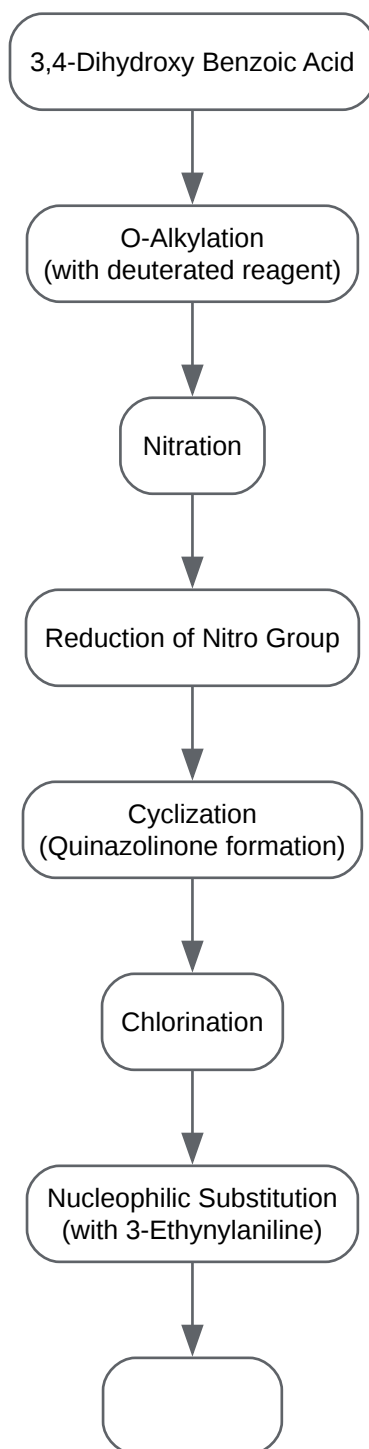 3,4-Dihydroxy Benzoic Acid
O-Alkylation
(with deuterated reagent)
Nitration
Reduction of Nitro Group
Cyclization
(Quinazolinone formation)
Chlorination
Nucleophilic Substitution
(with 3-Ethynylaniline)